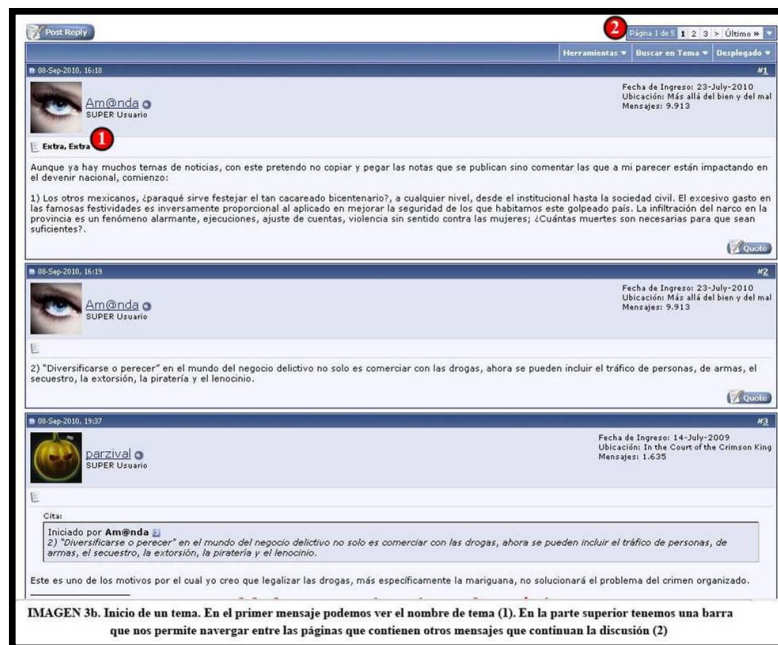 Post Reply
2
Página 1 de 5 1 2 3 > Último »
Herramientas Buscar en Tema Desplegado
08-Sep-2010, 16:18 #1
Am@nda
SUPER Usuario
Fecha de Ingreso: 23-July-2010
Ubicación: Más allá del bien y del mal
Mensajes: 9.913
Extra, Extra 1
Aunque ya hay muchos temas de noticias, con este pretendo no copiar y pegar las notas que se publican sino comentar las que a mi parecer están impactando en
el devenir nacional, comienzo:
1) Los otros mexicanos, ¿paraqué sirve festejar el tan cacareado bicentenario?, a cualquier nivel, desde el institucional hasta la sociedad civil. El excesivo gasto en
las famosas festividades es inversamente proporcional al aplicado en mejorar la seguridad de los que habitamos este golpeado país. La infiltración del narco en la
provincia es un fenómeno alarmante, ejecuciones, ajuste de cuentas, violencia sin sentido contra las mujeres; ¿Cuántas muertes son necesarias para que sean
suficientes?.
Quote
08-Sep-2010, 16:19 #2
Am@nda
SUPER Usuario
Fecha de Ingreso: 23-July-2010
Ubicación: Más allá del bien y del mal
Mensajes: 9.913
2) "Diversificarse o perecer" en el mundo del negocio delictivo no solo es comerciar con las drogas, ahora se pueden incluir el tráfico de personas, de armas, el
secuestro, la extorsión, la piratería y el lenocinio.
Quote
08-Sep-2010, 19:37 #3
parzival
SUPER Usuario
Fecha de Ingreso: 14-July-2009
Ubicación: In the Court of the Crimson King
Mensajes: 1.635
Cita:
Iniciado por Am@nda
2) "Diversificarse o perecer" en el mundo del negocio delictivo no solo es comerciar con las drogas, ahora se pueden incluir el tráfico de personas, de
armas, el secuestro, la extorsión, la piratería y el lenocinio.
Este es uno de los motivos por el cual yo creo que legalizar las drogas, más específicamente la mariguana, no solucionará el problema del crimen organizado.
IMAGEN 3b. Inicio de un tema. En el primer mensaje podemos ver el nombre de tema (1). En la parte superior tenemos una barra
que nos permite navergar entre las páginas que contienen otros mensajes que continuan la discusión (2)